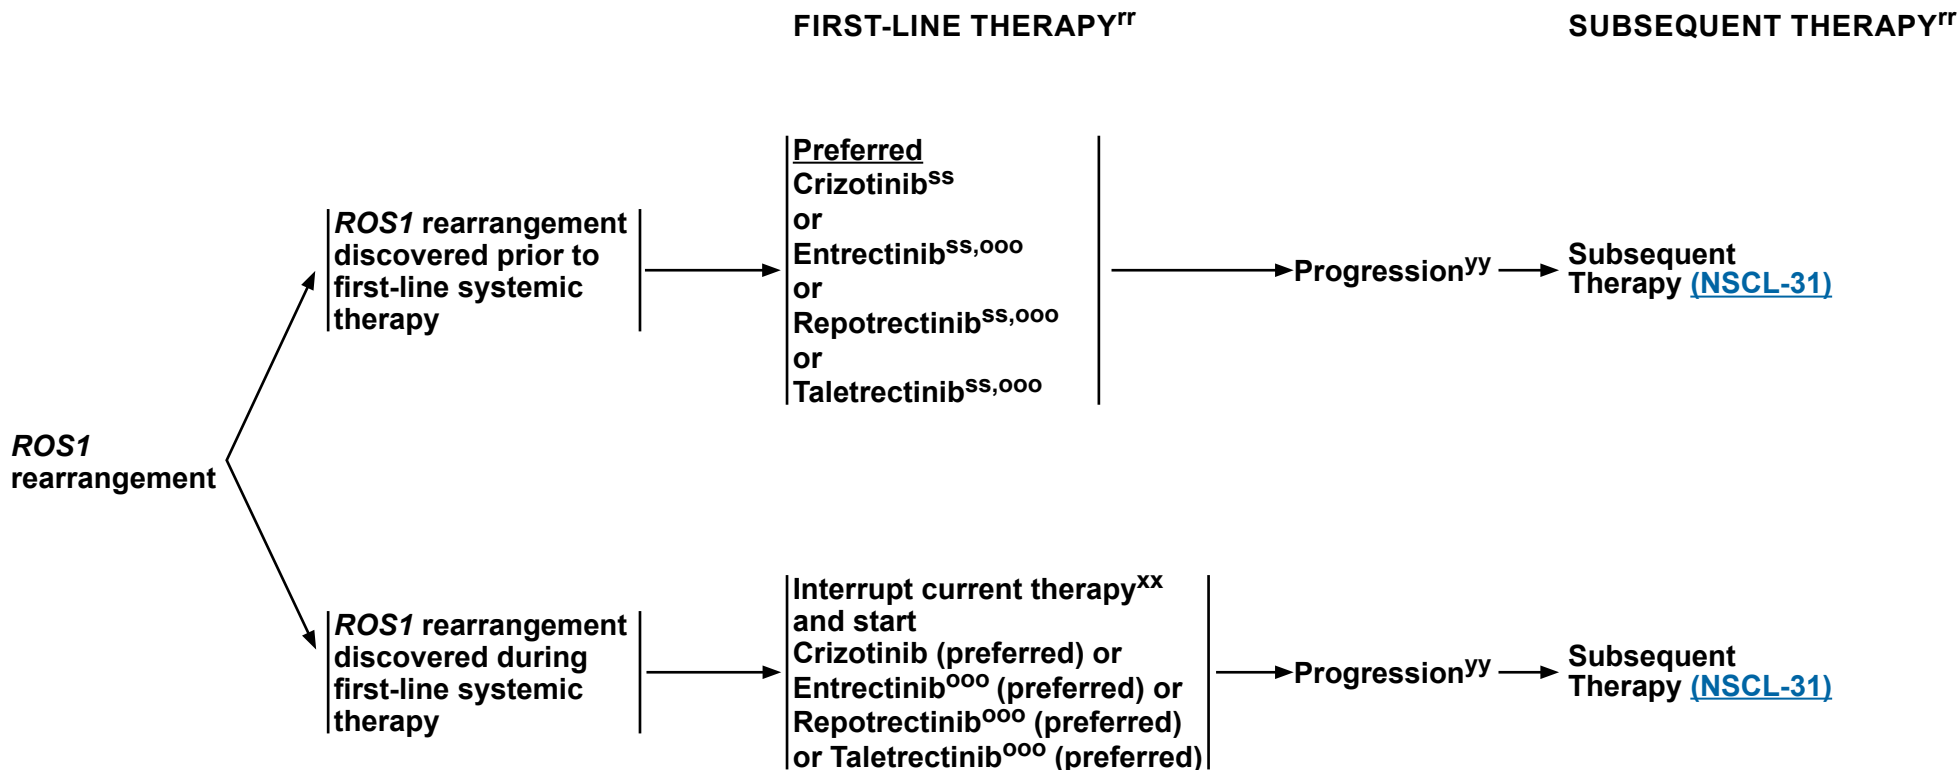 FIRST-LINE THERAPYrr
SUBSEQUENT THERAPYrr
ROS1
rearrangement
ROS1 rearrangement
discovered prior to
first-line systemic
therapy
Preferred
Crizotinibss
or
Entrectinibss,ooo
or
Repotrectinibss,ooo
or
Taletrectinibss,ooo
Progressionyy
Subsequent
Therapy (NSCL-31)
ROS1 rearrangement
discovered during
first-line systemic
therapy
Interrupt current therapyxx
and start
Crizotinib (preferred) or
Entrectinibooo (preferred) or
Repotrectinibooo (preferred)
or Taletrectinibooo (preferred)
Progressionyy
Subsequent
Therapy (NSCL-31)